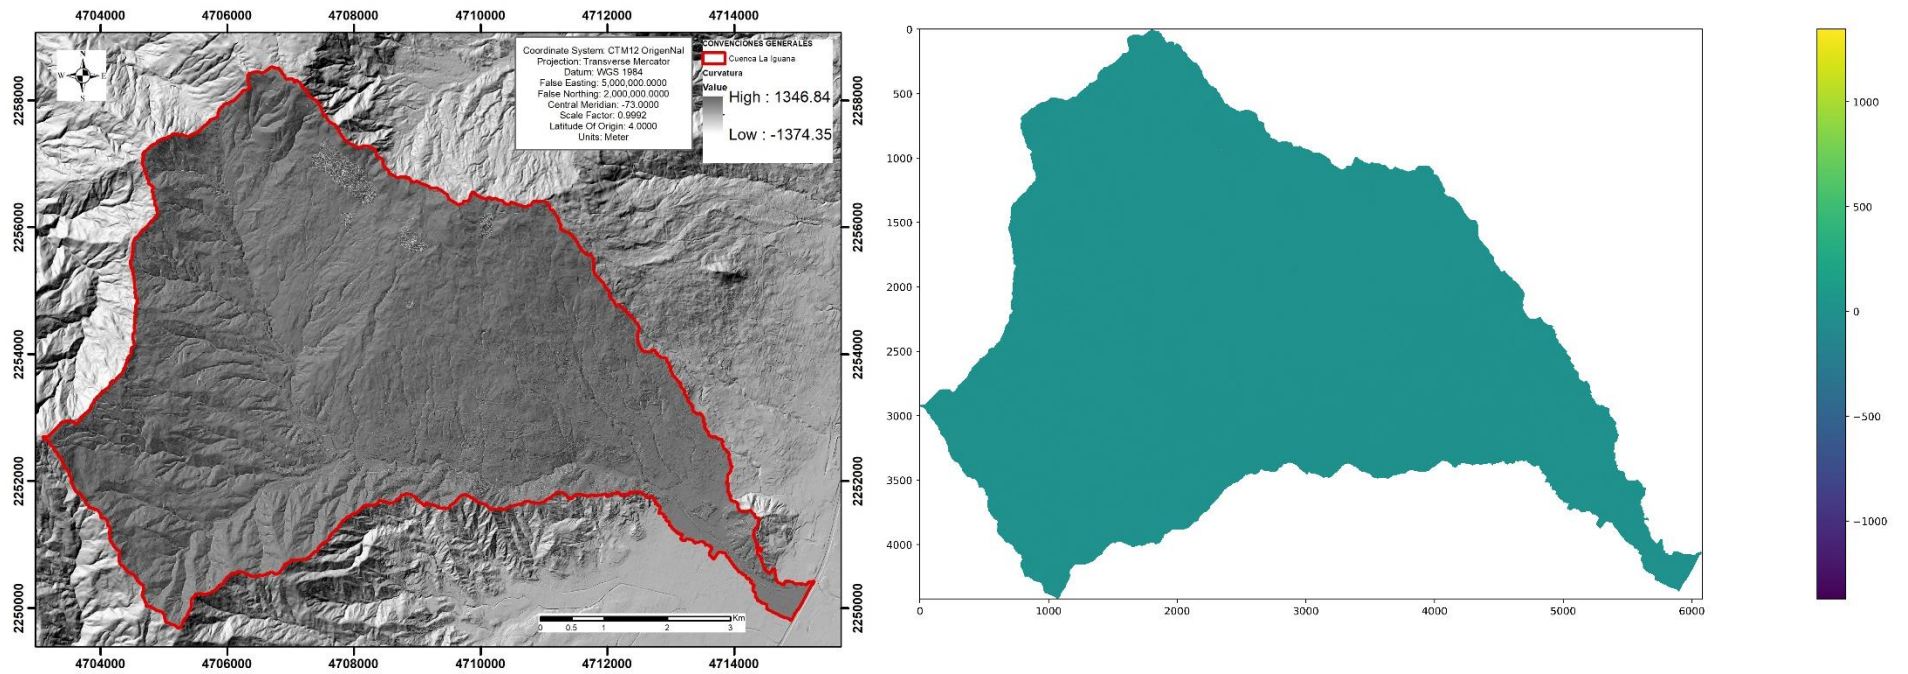 4704000 4706000 4708000 4710000 4712000 4714000
N
W E
S
Coordinate System: CTM12 OrigenNal
Projection: Transverse Mercator
Datum: WGS 1984
False Easting: 5,000,000.0000
False Northing: 2,000,000.0000
Central Meridian: -73.0000
Scale Factor: 0.9992
Latitude Of Origin: 4.0000
Units: Meter
CONVENCIONES GENERALES
Cuenca La Iguana
Curvatura
Value
High : 1346.84
Low : -1374.35
2258000
2256000
2254000
2252000
2250000
2258000
2256000
2254000
2252000
2250000
Km
0 0.5 1 2 3
4704000 4706000 4708000 4710000 4712000 4714000
0
500
1000
1500
2000
2500
3000
3500
4000
0 1000 2000 3000 4000 5000 6000
1000
500
0
−500
−1000